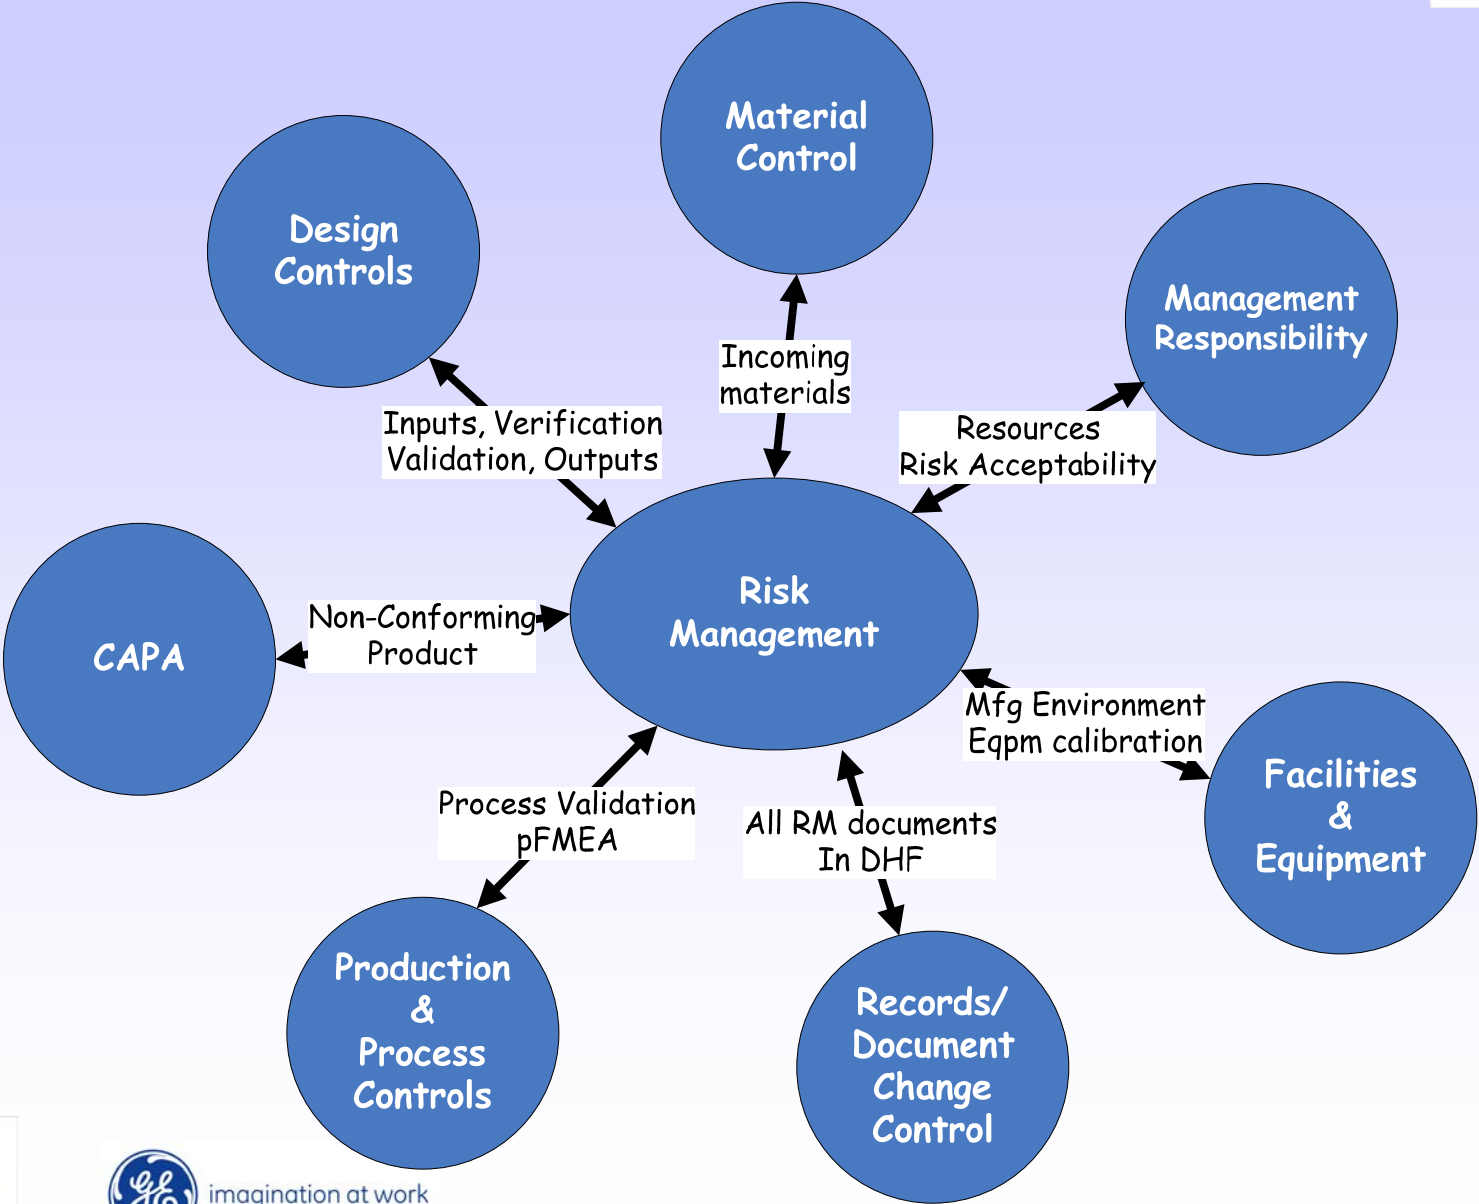 Material
Control
Design
Controls
Management
Responsibility
Incoming
materials
Inputs, Verification
Validation, Outputs
Resources
Risk Acceptability
Risk
Management
Non-Conforming
Product
CAPA
Mfg Environment
Eqpm calibration
Facilities
&
Equipment
Process Validation
pFMEA
All RM documents
In DHF
Production
&
Process
Controls
Records/
Document
Change
Control
GE
imagination at work